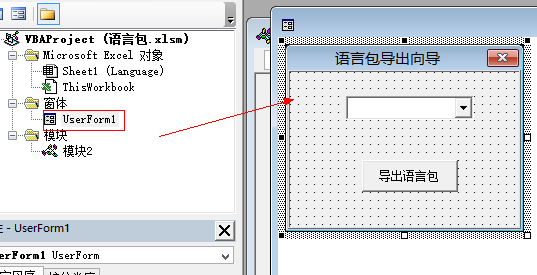 VBAProject (语言包.xlsm)
Microsoft Excel 对象
Sheet1 (Language)
ThisWorkbook
窗体
UserForm1
模块
模块2
- UserForm1
UserForm
语言包导出向导
导出语言包